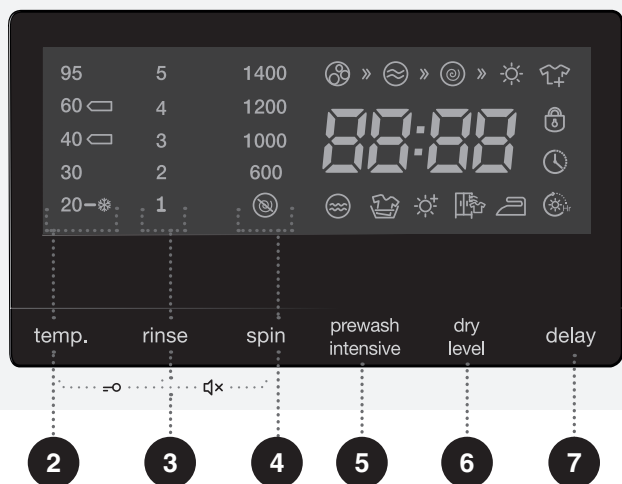 95 5 1400
60 4 1200
40 3 1000
30 2 600
20 1
88:88
Hr
temp. rinse spin prewash intensive dry level delay
2 3 4 5 6 7